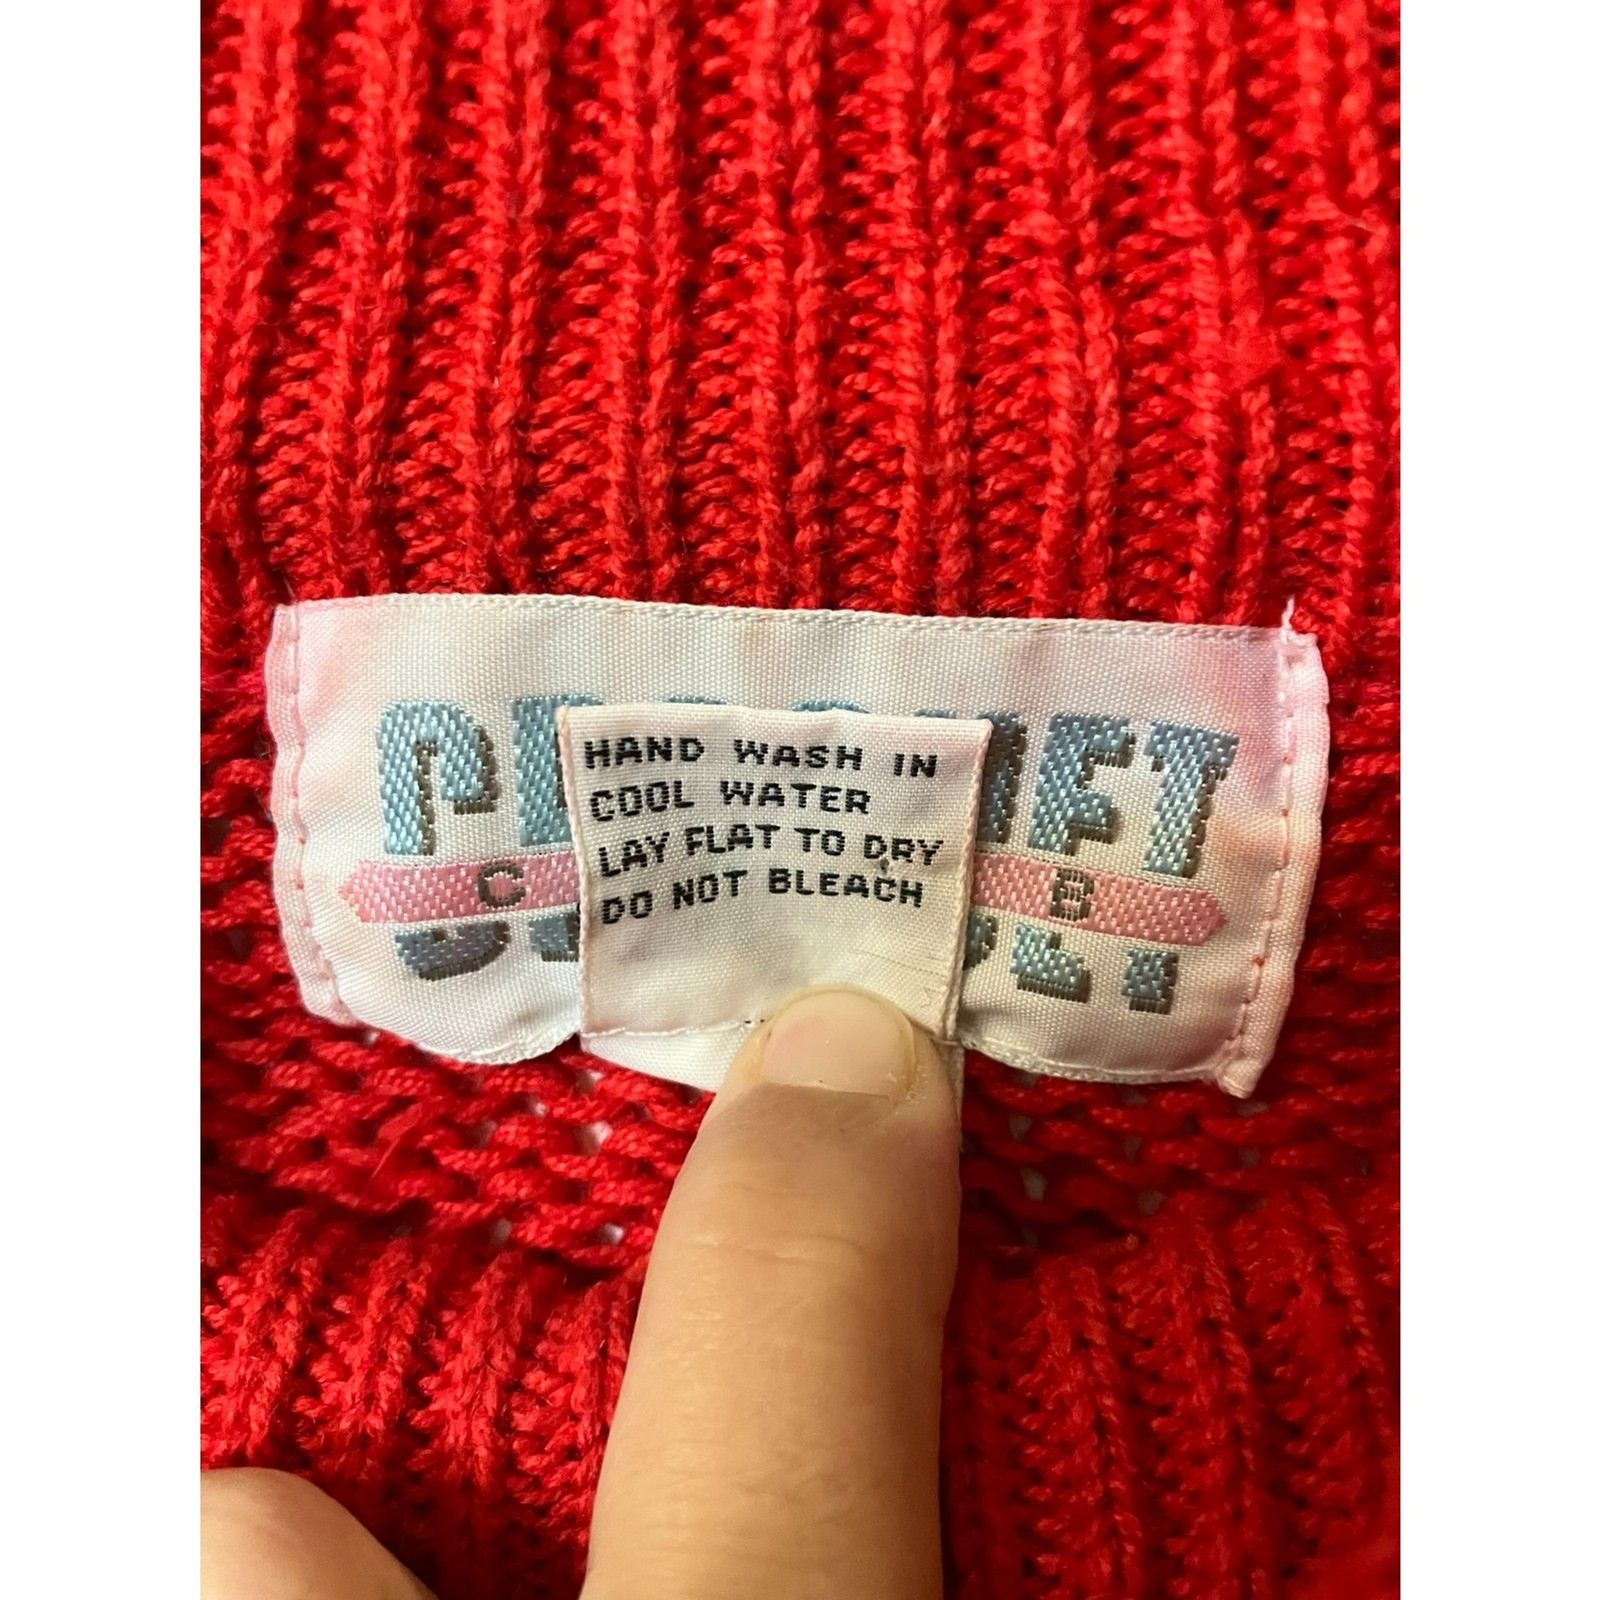 C
B
HAND WASH IN
COOL WATER
LAY FLAT TO DRY
DO NOT BLEACH